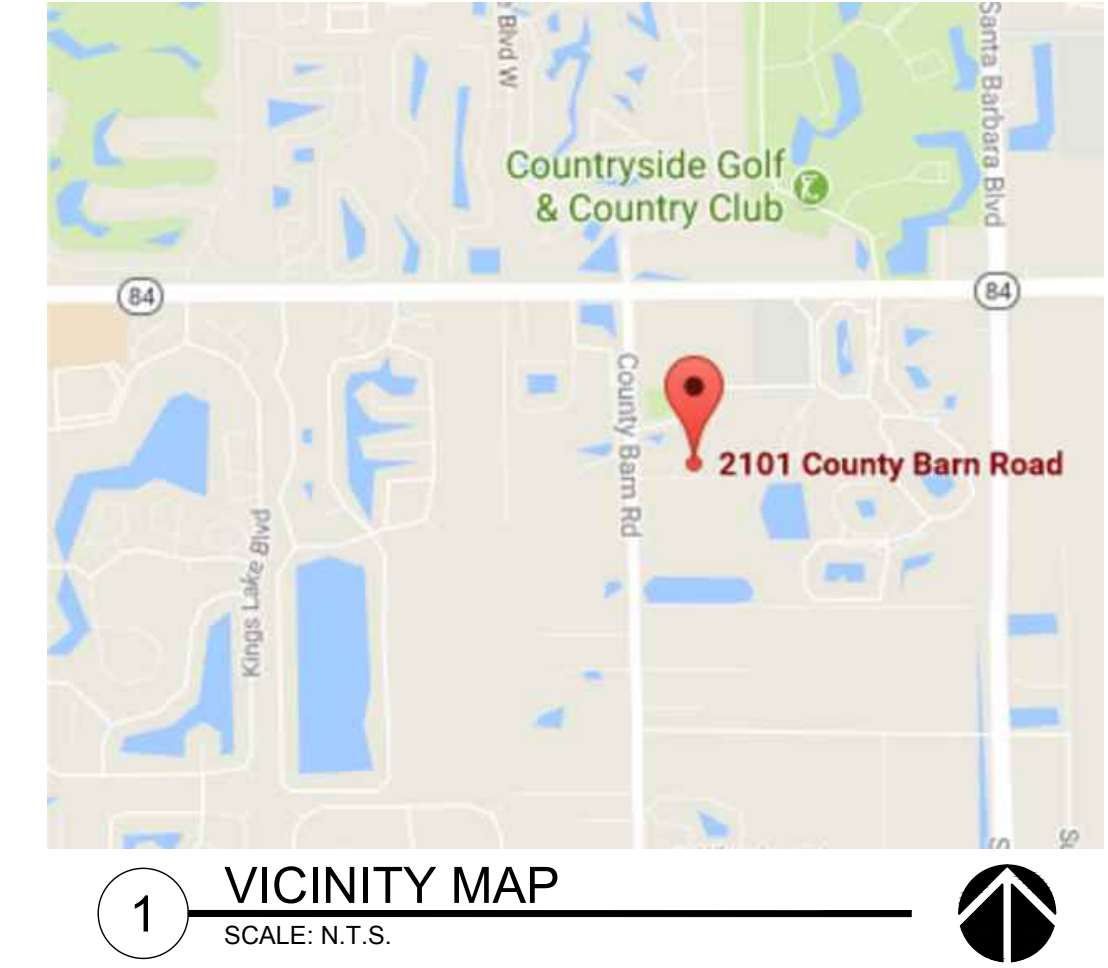 Blvd W
Santa Barbara Blvd
Countryside Golf
& Country Club
84
84
County Barn Rd
2101 County Barn Road
Kings Lake Blvd
1
VICINITY MAP
SCALE: N.T.S.